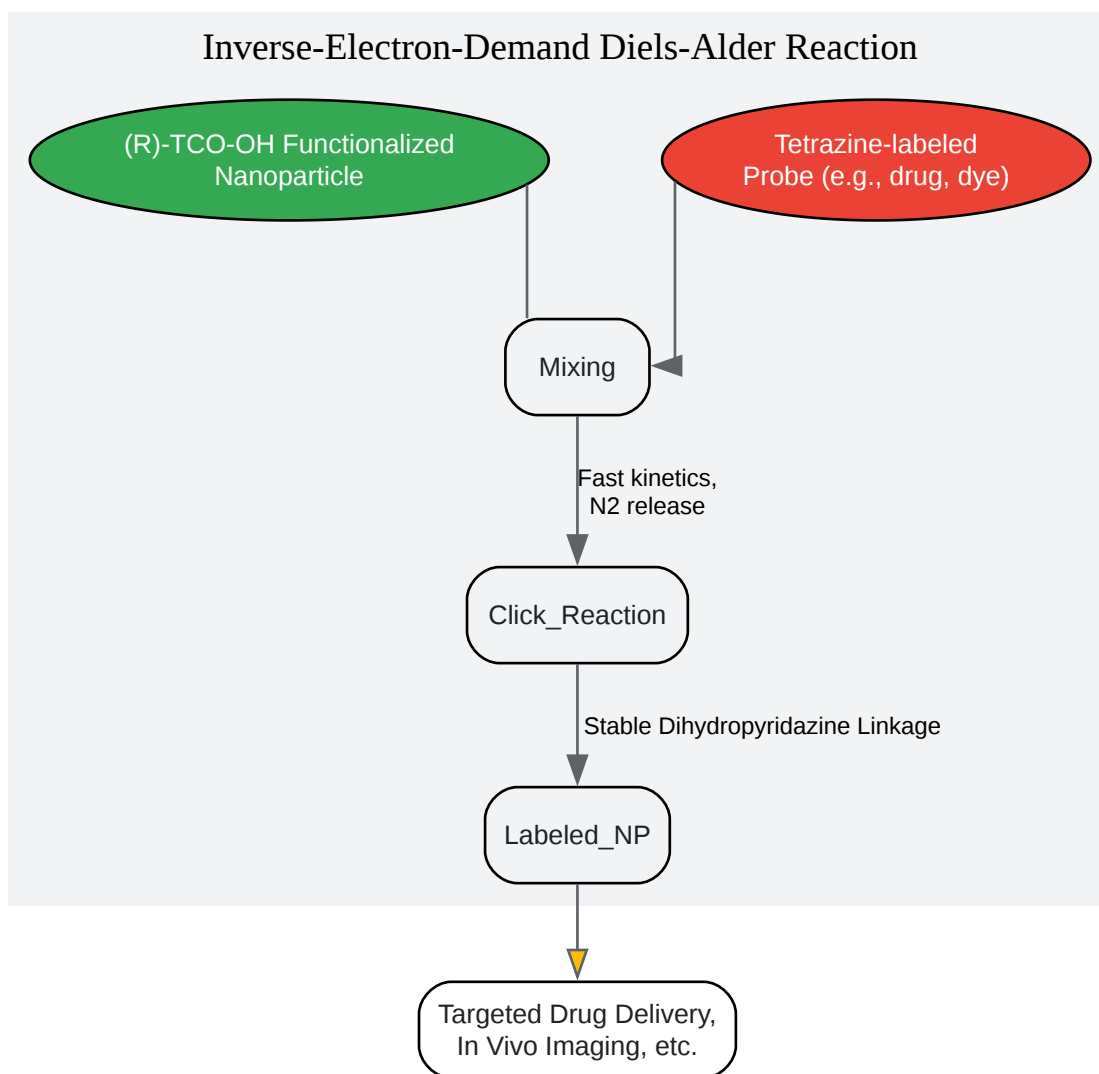 Inverse-Electron-Demand Diels-Alder Reaction
(R)-TCO-OH Functionalized
Nanoparticle
Tetrazine-labeled
Probe (e.g., drug, dye)
Mixing
Fast kinetics,
N2 release
Click_Reaction
Stable Dihydropyridazine Linkage
Labeled_NP
Targeted Drug Delivery,
In Vivo Imaging, etc.